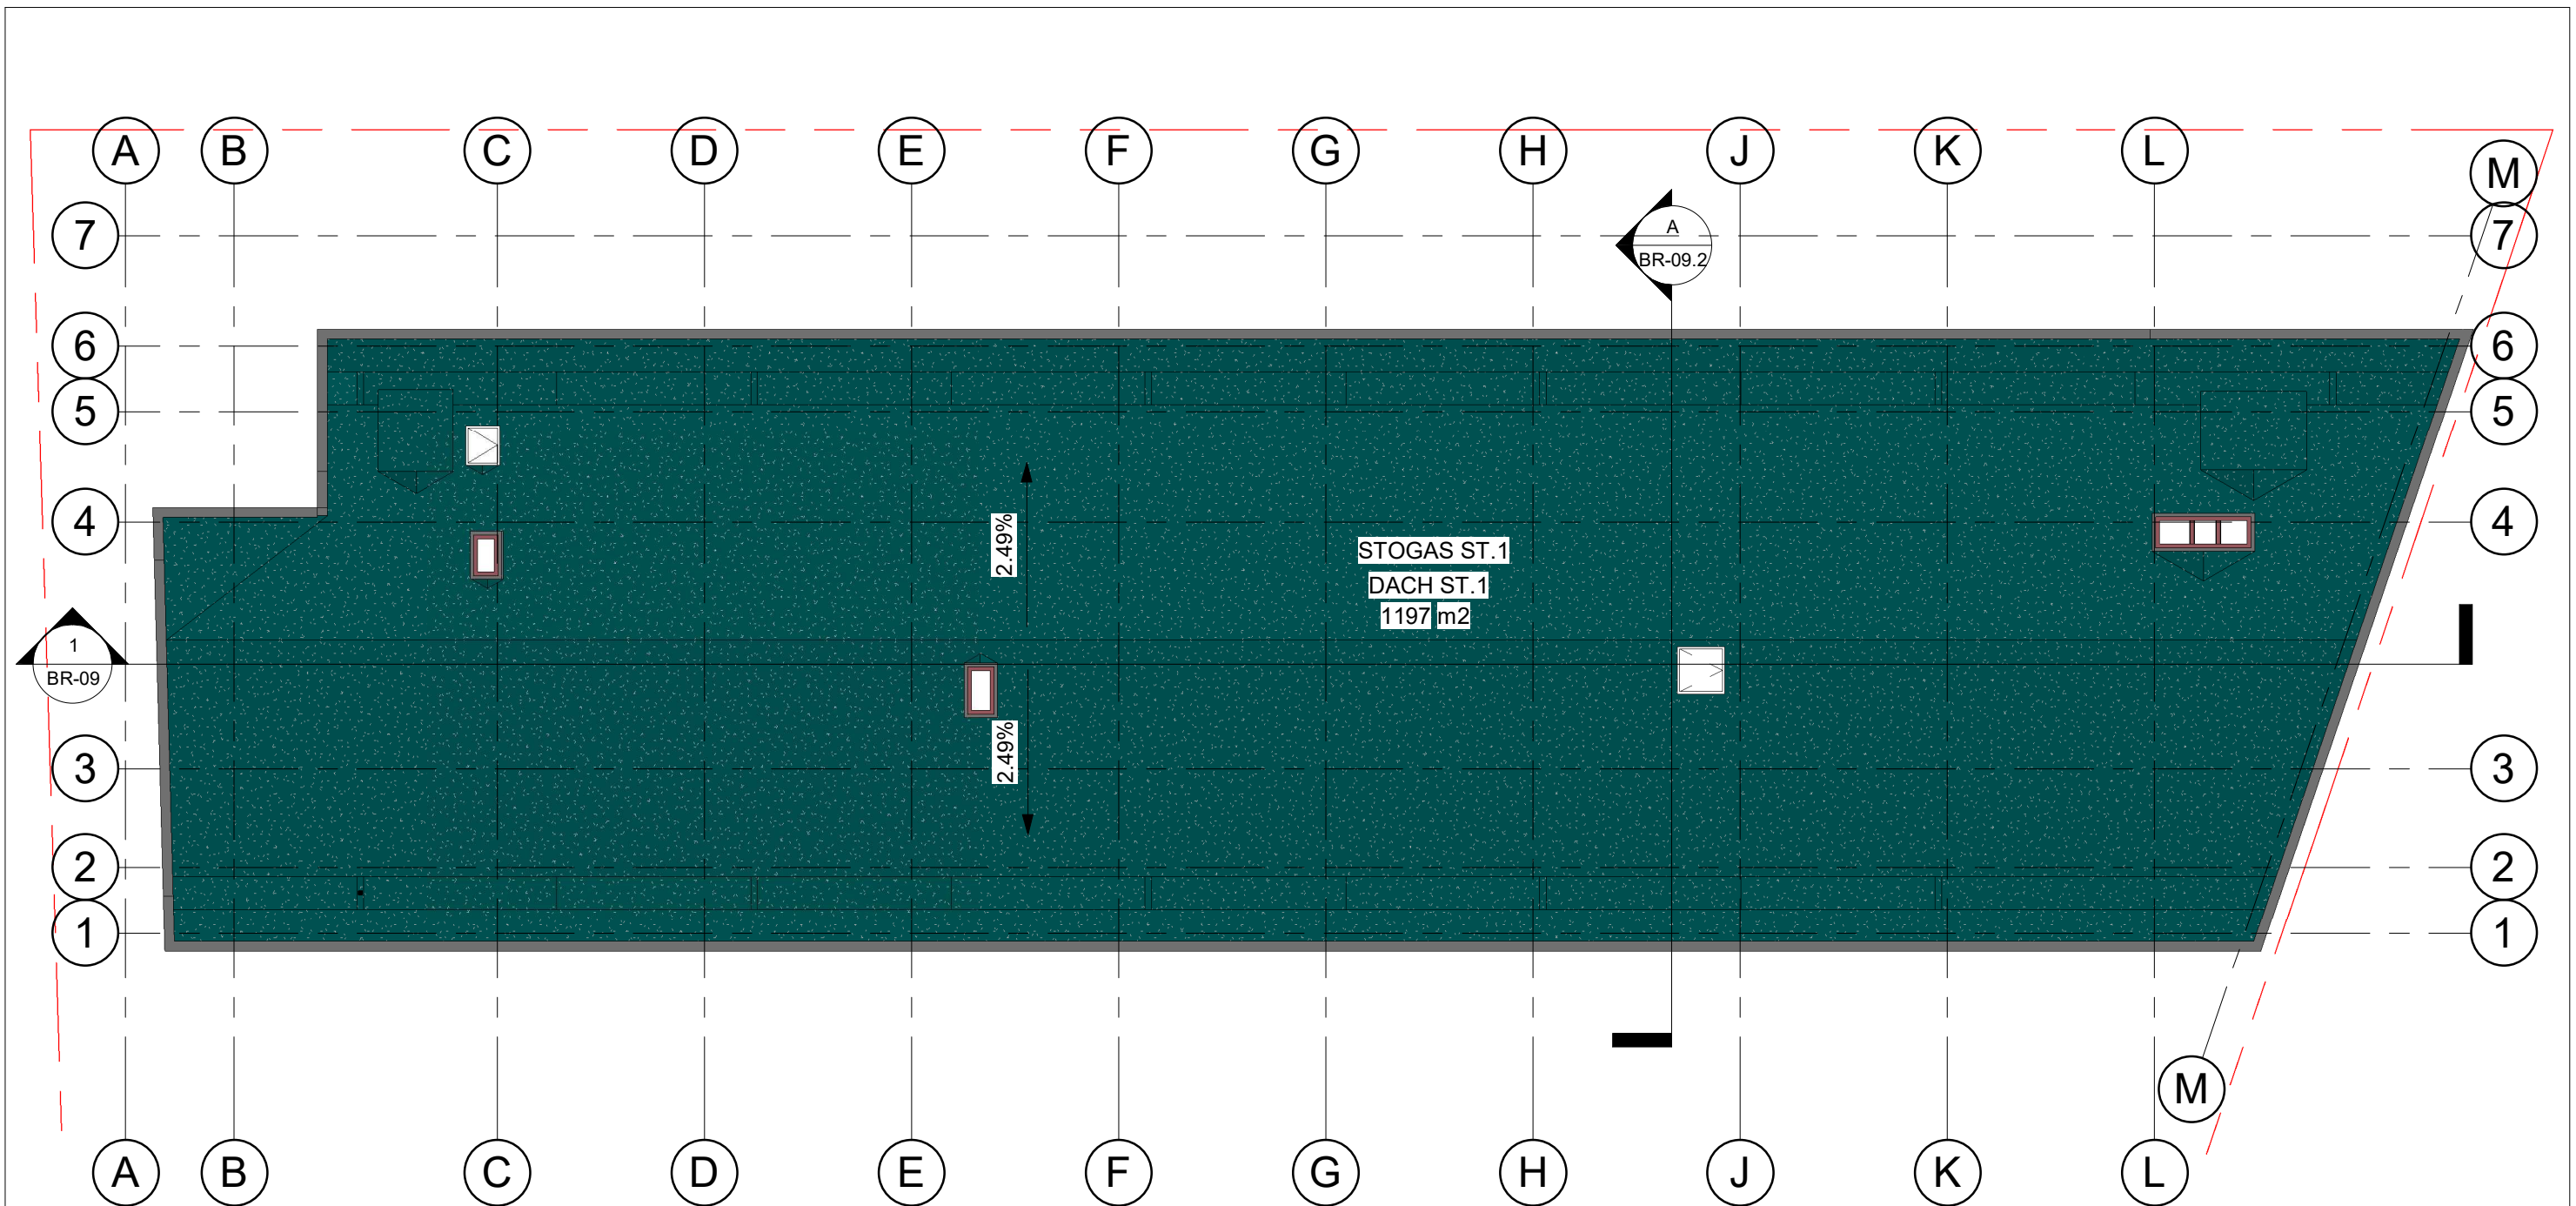 A B C D E F G H J K L
M
7 7
A
BR-09.2
6 6
5 5
4 4
2.49%
STOGAS ST.1
DACH ST.1
1197 m2
1
BR-09
2.49%
3 3
2 2
1 1
M
A B C D E F G H J K L